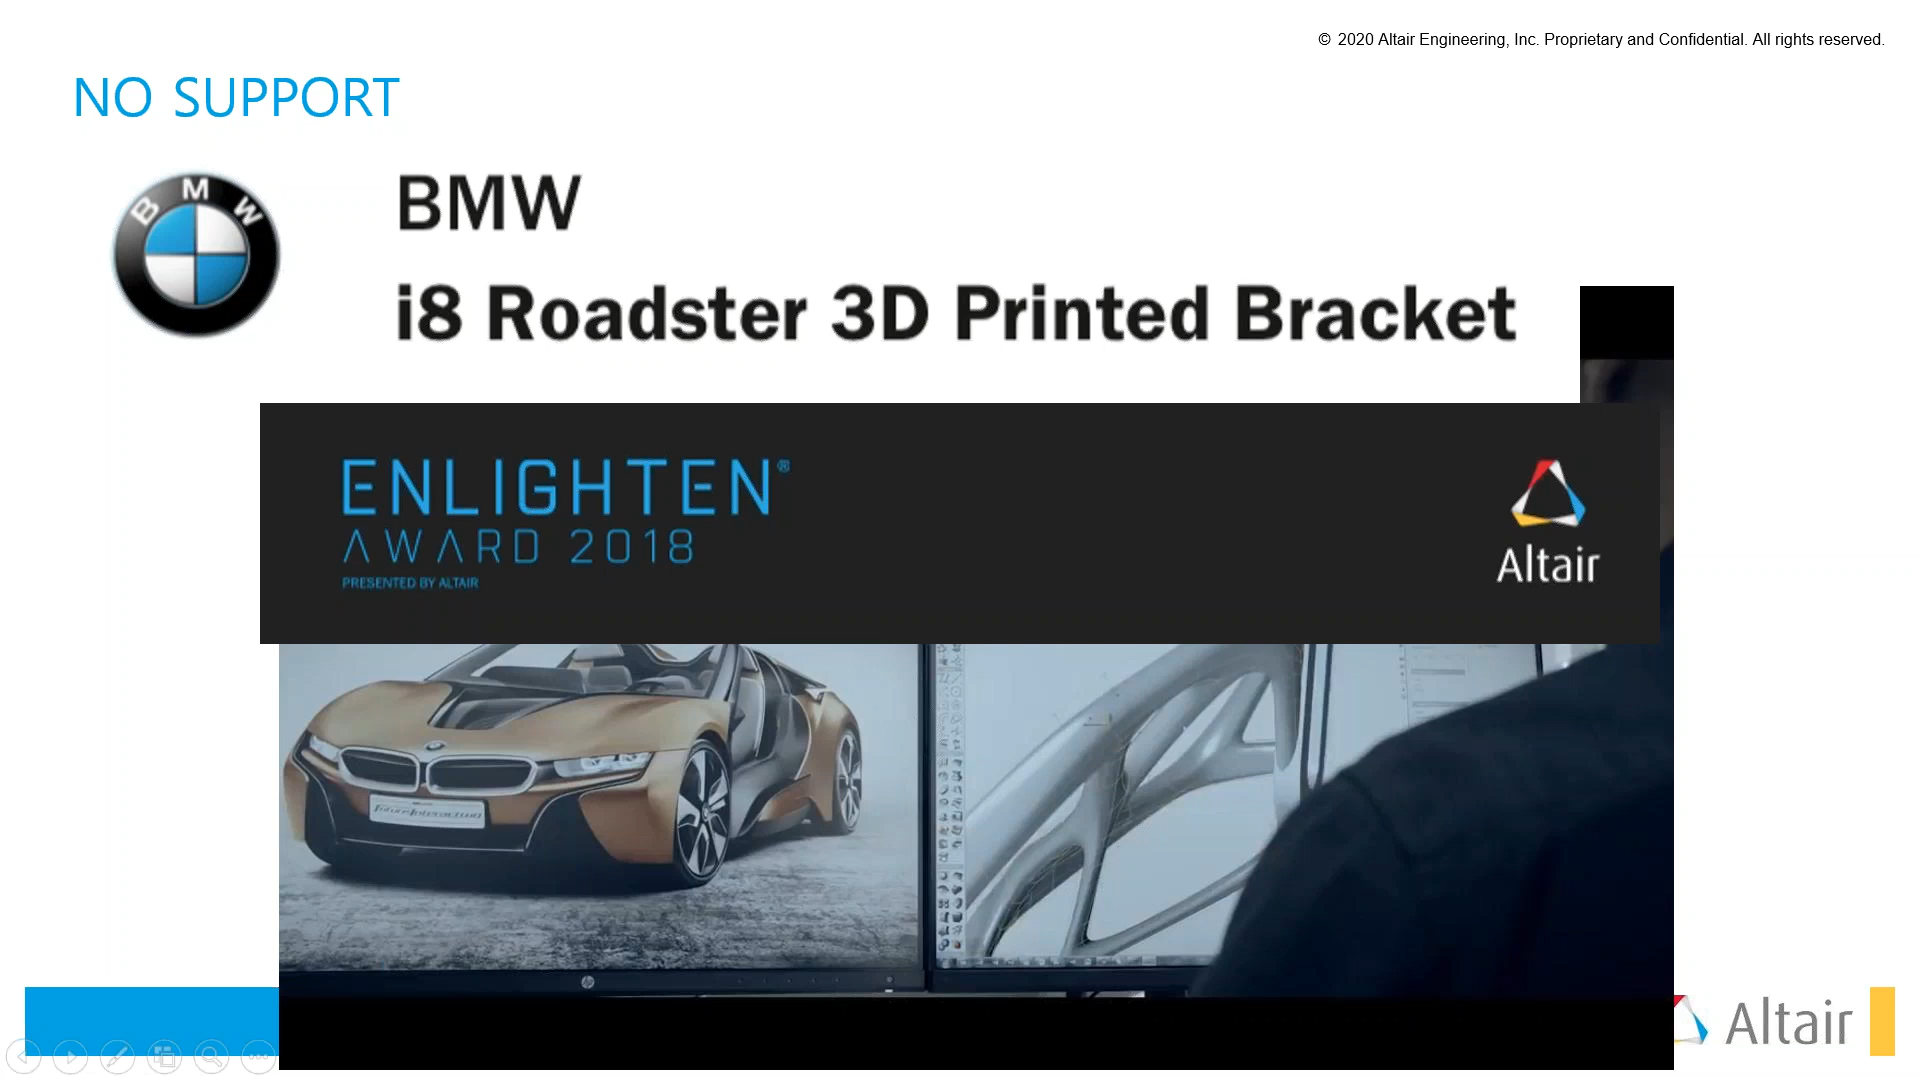 © 2020 Altair Engineering, Inc. Proprietary and Confidential. All rights reserved.
NO SUPPORT
BMW
BMW
i8 Roadster 3D Printed Bracket
ENLIGHTEN®
AWARD 2018
PRESENTED BY ALTAIR
Altair
hp
Altair